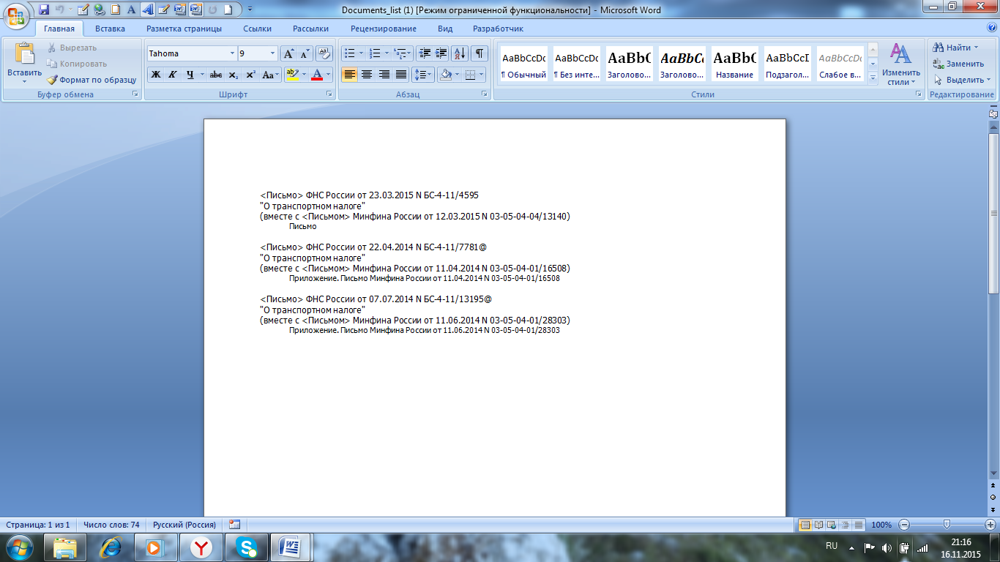 Documents_list (1) [Режим ограниченной функциональности] - Microsoft Word
Главная Вставка Разметка страницы Ссылки Рассылки Рецензирование Вид Разработчик
Вставить
Вырезать
Копировать
Формат по образцу
Буфер обмена
Tahoma 9
Ж К Ч abc x₂ x² Aa ab A
Шрифт
Абзац
AaBbCcDc AaBbCcDc AaBbC AaBbCc AaBbC AaBbCcI AaBbCcDc
¶ Обычный ¶ Без инте... Заголово... Заголово... Название Подзагол... Слабое в...
Изменить стили
Стили
Найти
Заменить
Выделить
Редактирование
<Письмо> ФНС России от 23.03.2015 N БС-4-11/4595
"О транспортном налоге"
(вместе с <Письмом> Минфина России от 12.03.2015 N 03-05-04-04/13140)
Письмо
<Письмо> ФНС России от 22.04.2014 N БС-4-11/7781@
"О транспортном налоге"
(вместе с <Письмом> Минфина России от 11.04.2014 N 03-05-04-01/16508)
Приложение. Письмо Минфина России от 11.04.2014 N 03-05-04-01/16508
<Письмо> ФНС России от 07.07.2014 N БС-4-11/13195@
"О транспортном налоге"
(вместе с <Письмом> Минфина России от 11.06.2014 N 03-05-04-01/28303)
Приложение. Письмо Минфина России от 11.06.2014 N 03-05-04-01/28303
Страница: 1 из 1 Число слов: 74 Русский (Россия) 100%
RU 21:16
16.11.2015